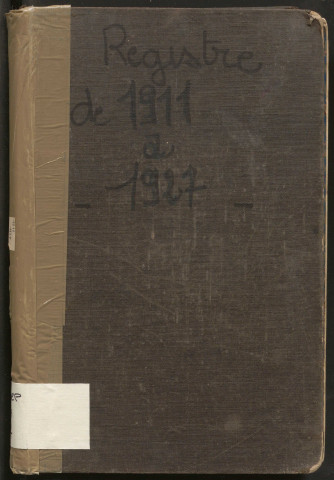 Registre
de 1911
a
- 1927 -